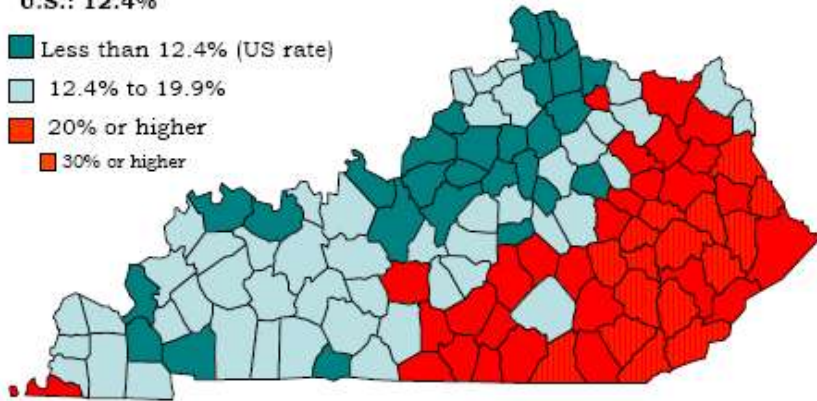 U.S.: 12.4%
Less than 12.4% (US rate)
12.4% to 19.9%
20% or higher
30% or higher